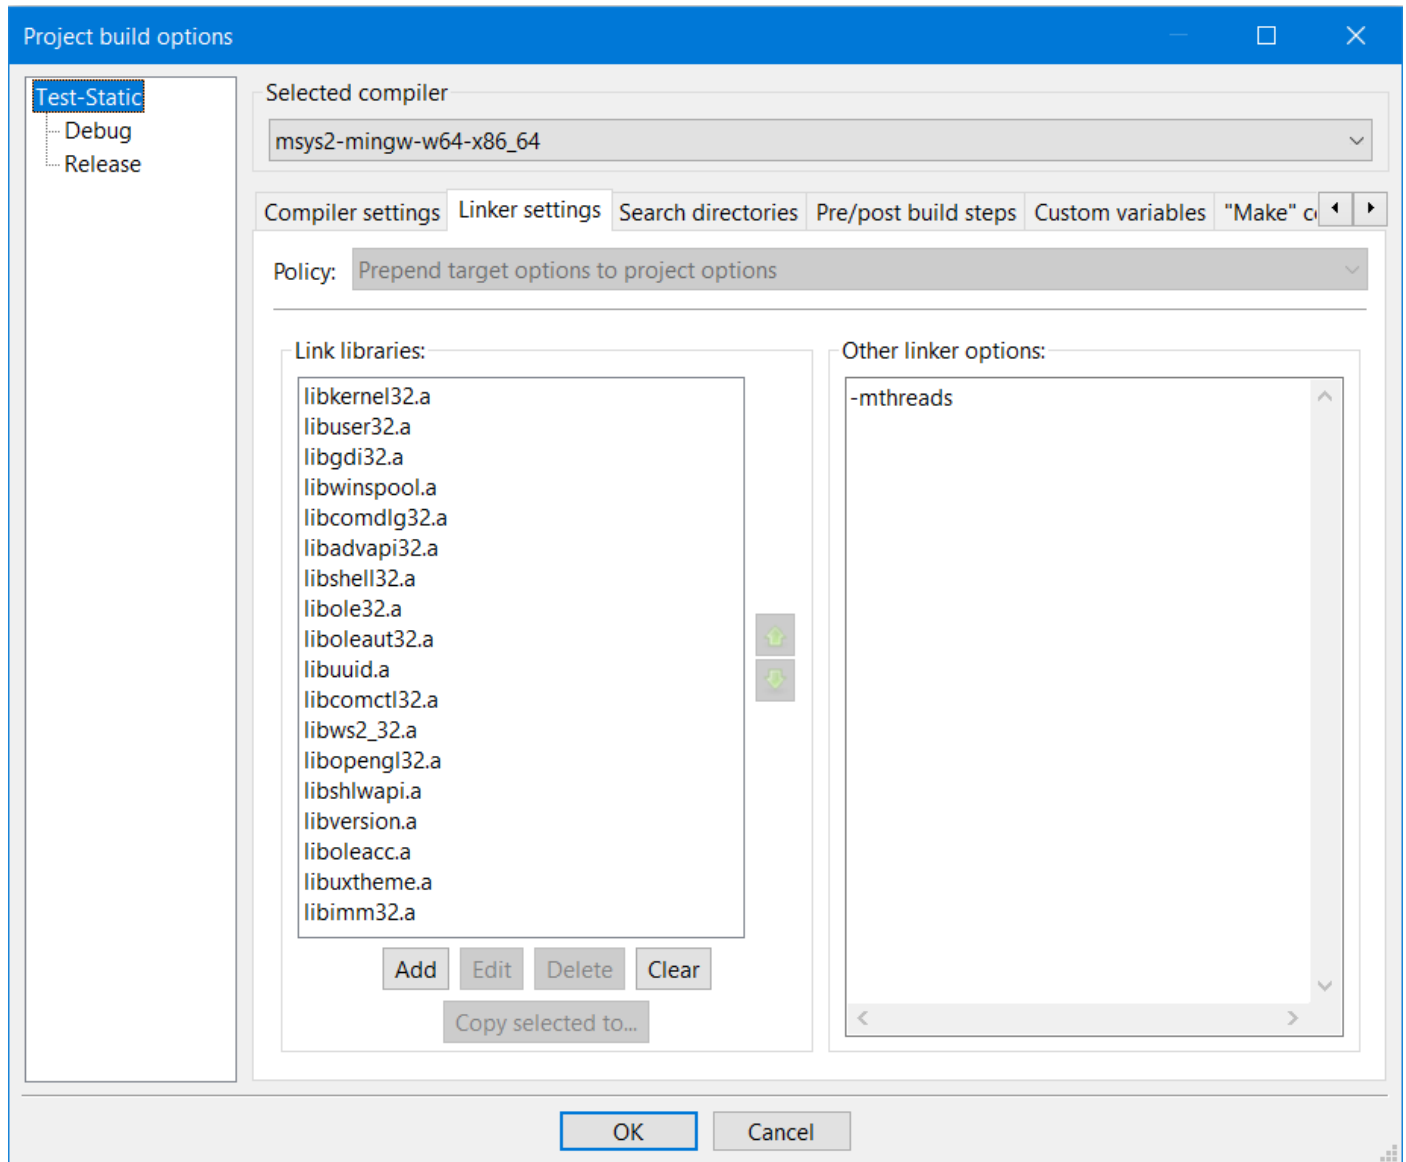 Project build options
Test-Static
Debug
Release
Selected compiler
msys2-mingw-w64-x86_64
Compiler settings
Linker settings
Search directories
Pre/post build steps
Custom variables
"Make" c
Policy:
Prepend target options to project options
Link libraries:
libkernel32.a
libuser32.a
libgdi32.a
libwinspool.a
libcomdlg32.a
libadvapi32.a
libshell32.a
libole32.a
liboleaut32.a
libuuid.a
libcomctl32.a
libws2_32.a
libopengl32.a
libshlwapi.a
libversion.a
liboleacc.a
libuxtheme.a
libimm32.a
Add
Edit
Delete
Clear
Copy selected to...
Other linker options:
-mthreads
OK
Cancel